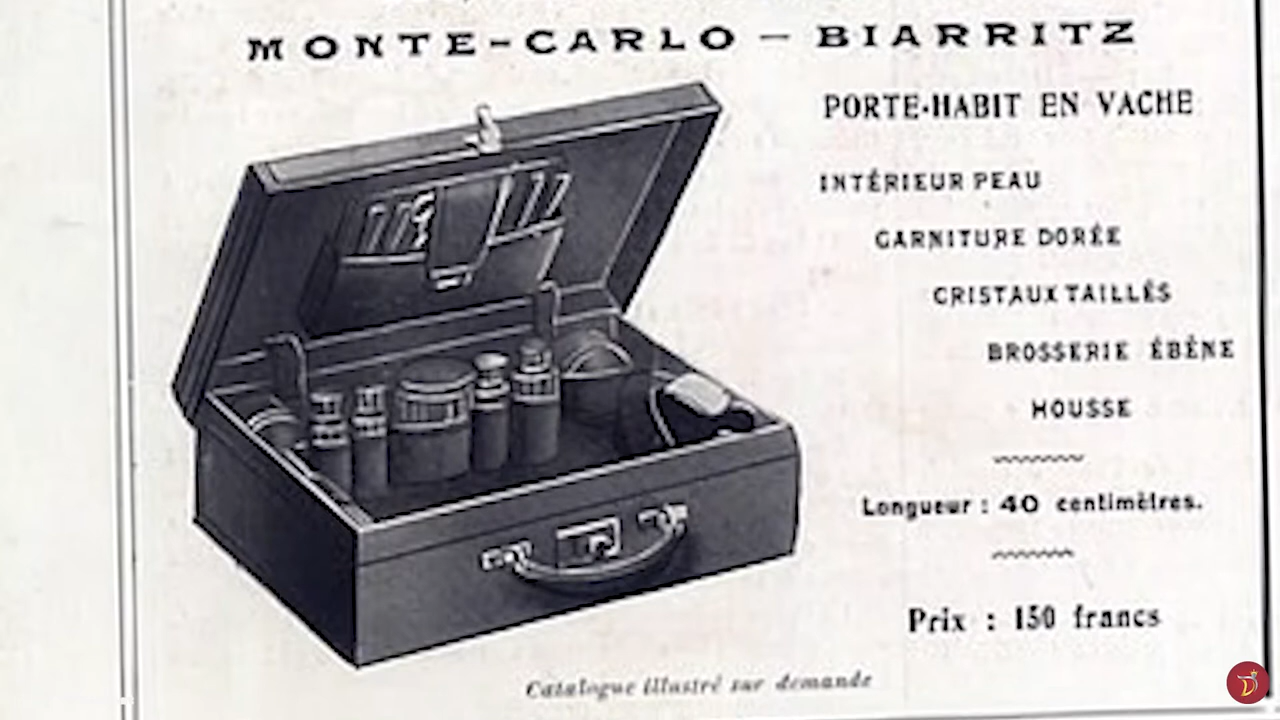 MONTE-CARLO - BIARRITZ
PORTE-HABIT EN VACHE
INTÉRIEUR PEAU
GARNITURE DORÉE
CRISTAUX TAILLÉS
BROSSERIE ÉBÈNE
HOUSSE
Longueur : 40 centimètres.
Prix : 150 francs
Catalogue illustré sur demande